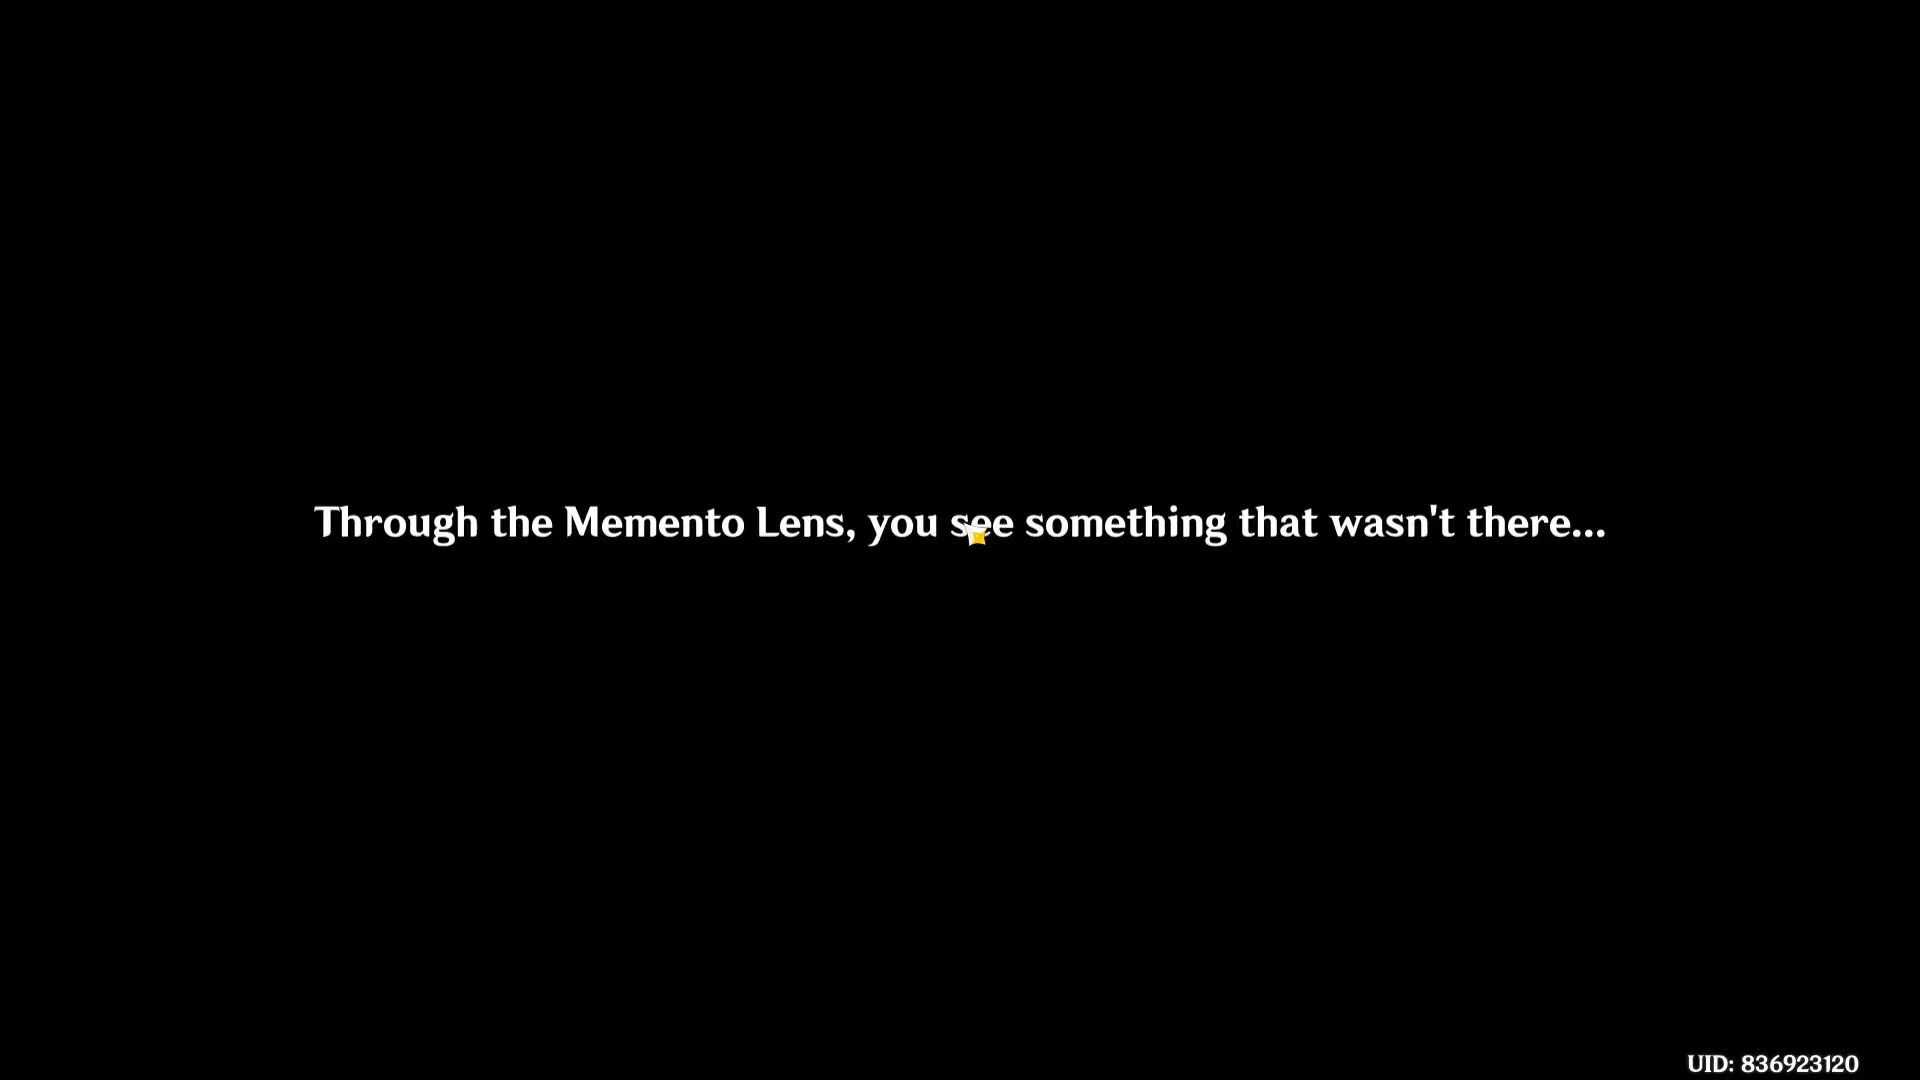 Through the Memento Lens, you see something that wasn't there...
UID: 836923120